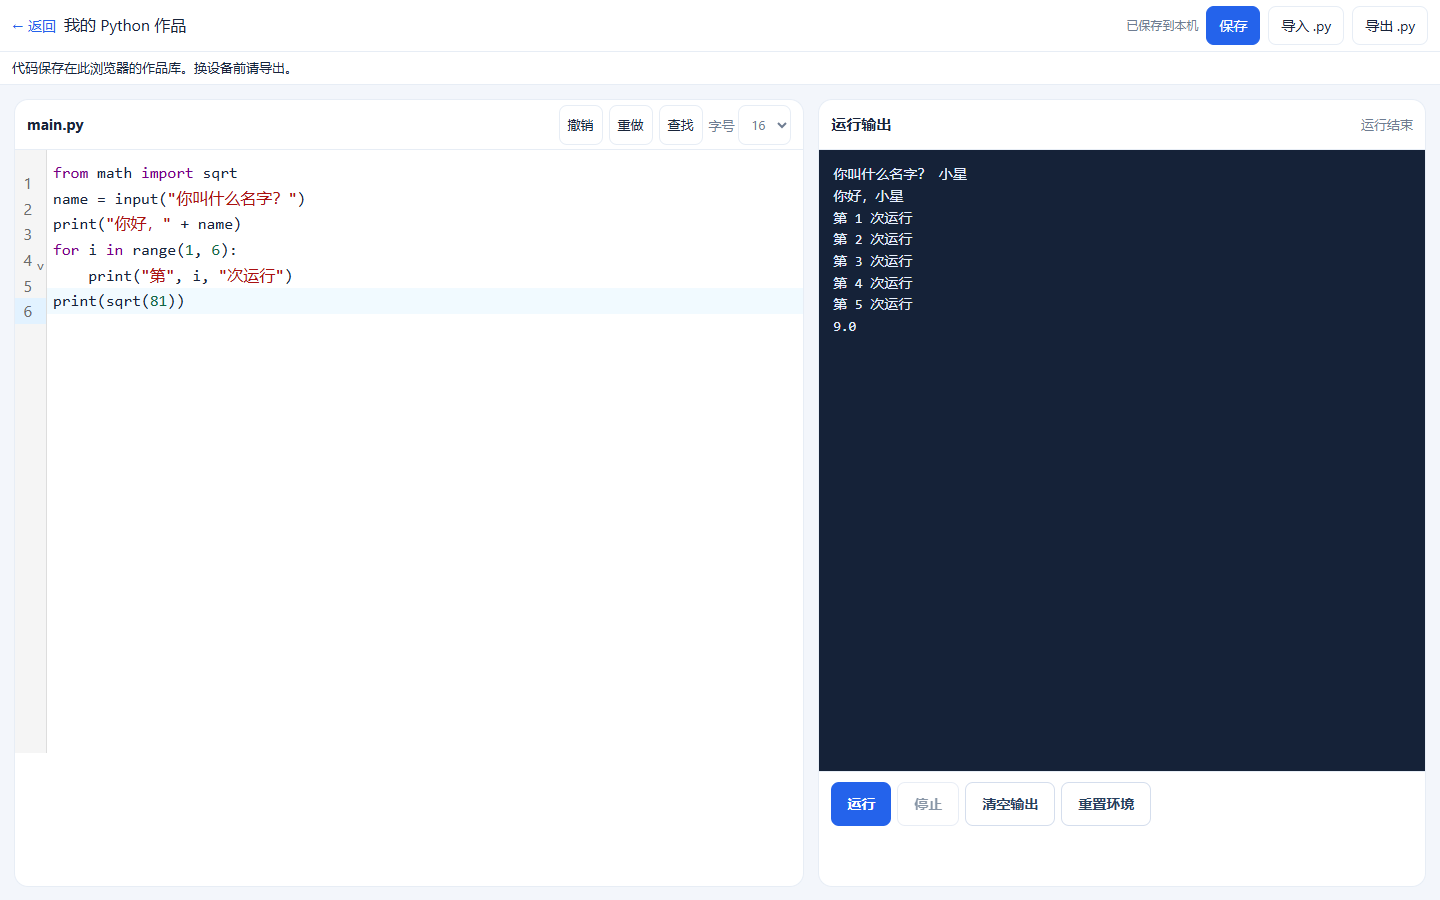 ← 返回 我的 Python 作品
已保存到本机 保存 导入 .py 导出 .py
代码保存在此浏览器的作品库。换设备前请导出。
main.py 撤销 重做 查找 字号 16
1 from math import sqrt
2 name = input("你叫什么名字？")
3 print("你好，" + name)
4 for i in range(1, 6):
5     print("第", i, "次运行")
6 print(sqrt(81))
运行输出 运行结束
你叫什么名字？ 小星
你好，小星
第 1 次运行
第 2 次运行
第 3 次运行
第 4 次运行
第 5 次运行
9.0
运行 停止 清空输出 重置环境